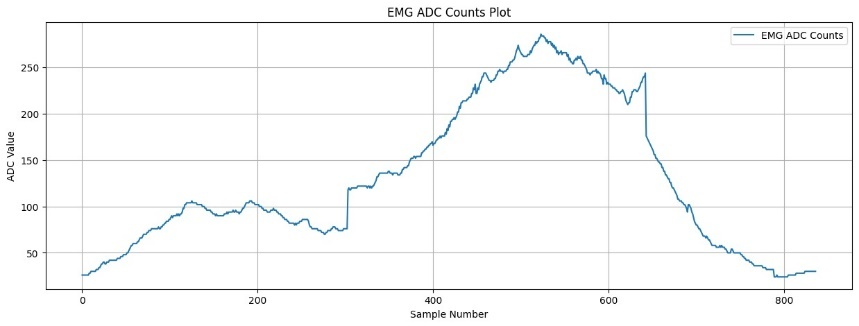 EMG ADC Counts Plot
EMG ADC Counts
250
200
150
100
50
ADC Value
0 200 400 600 800
Sample Number